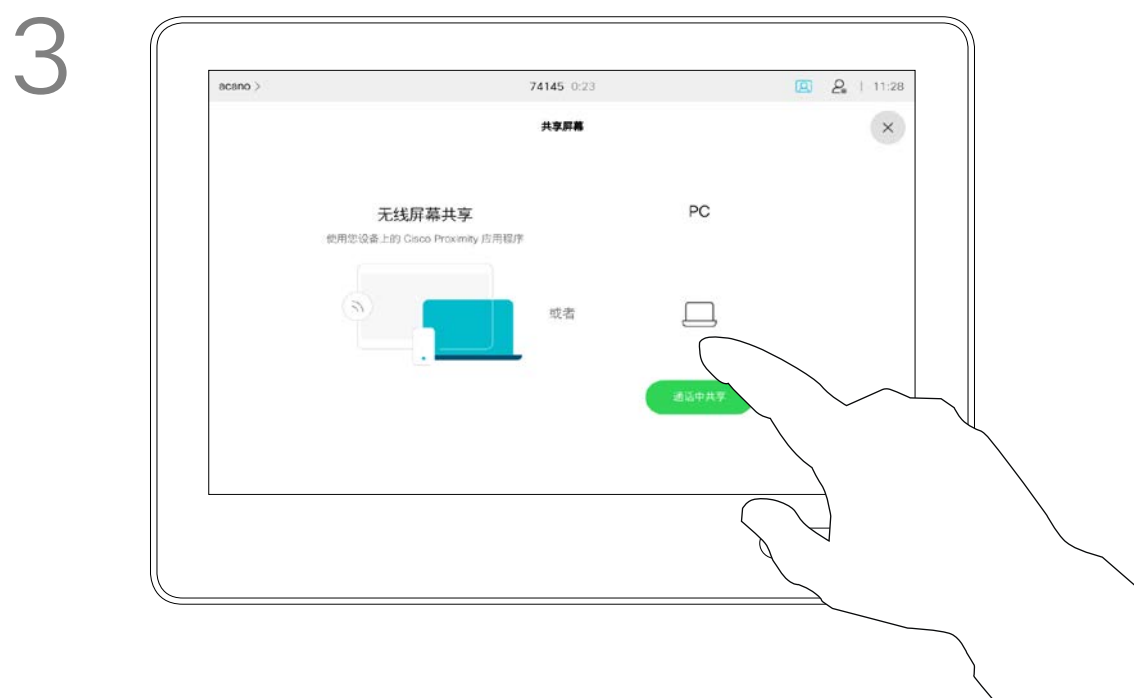 3
acano >
74145 0:23
11:28
共享屏幕
无线屏幕共享
使用您设备上的 Cisco Proximity 应用程序
PC
或者
通话中共享